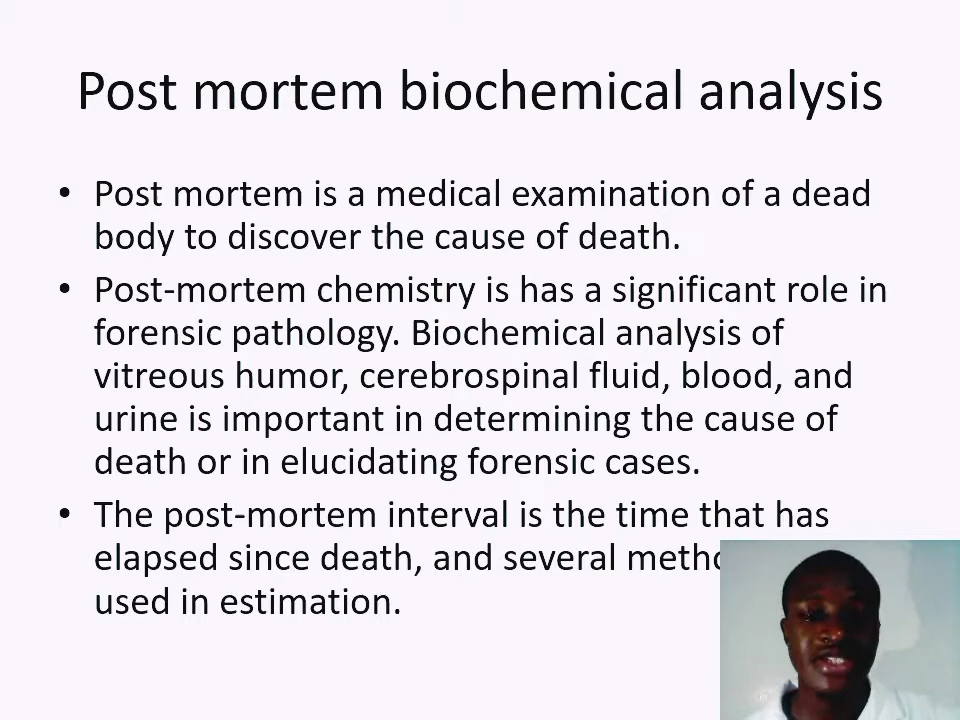 Post mortem biochemical analysis
• Post mortem is a medical examination of a dead
body to discover the cause of death.
• Post-mortem chemistry is has a significant role in
forensic pathology. Biochemical analysis of
vitreous humor, cerebrospinal fluid, blood, and
urine is important in determining the cause of
death or in elucidating forensic cases.
• The post-mortem interval is the time that has
elapsed since death, and several
used in estimation.